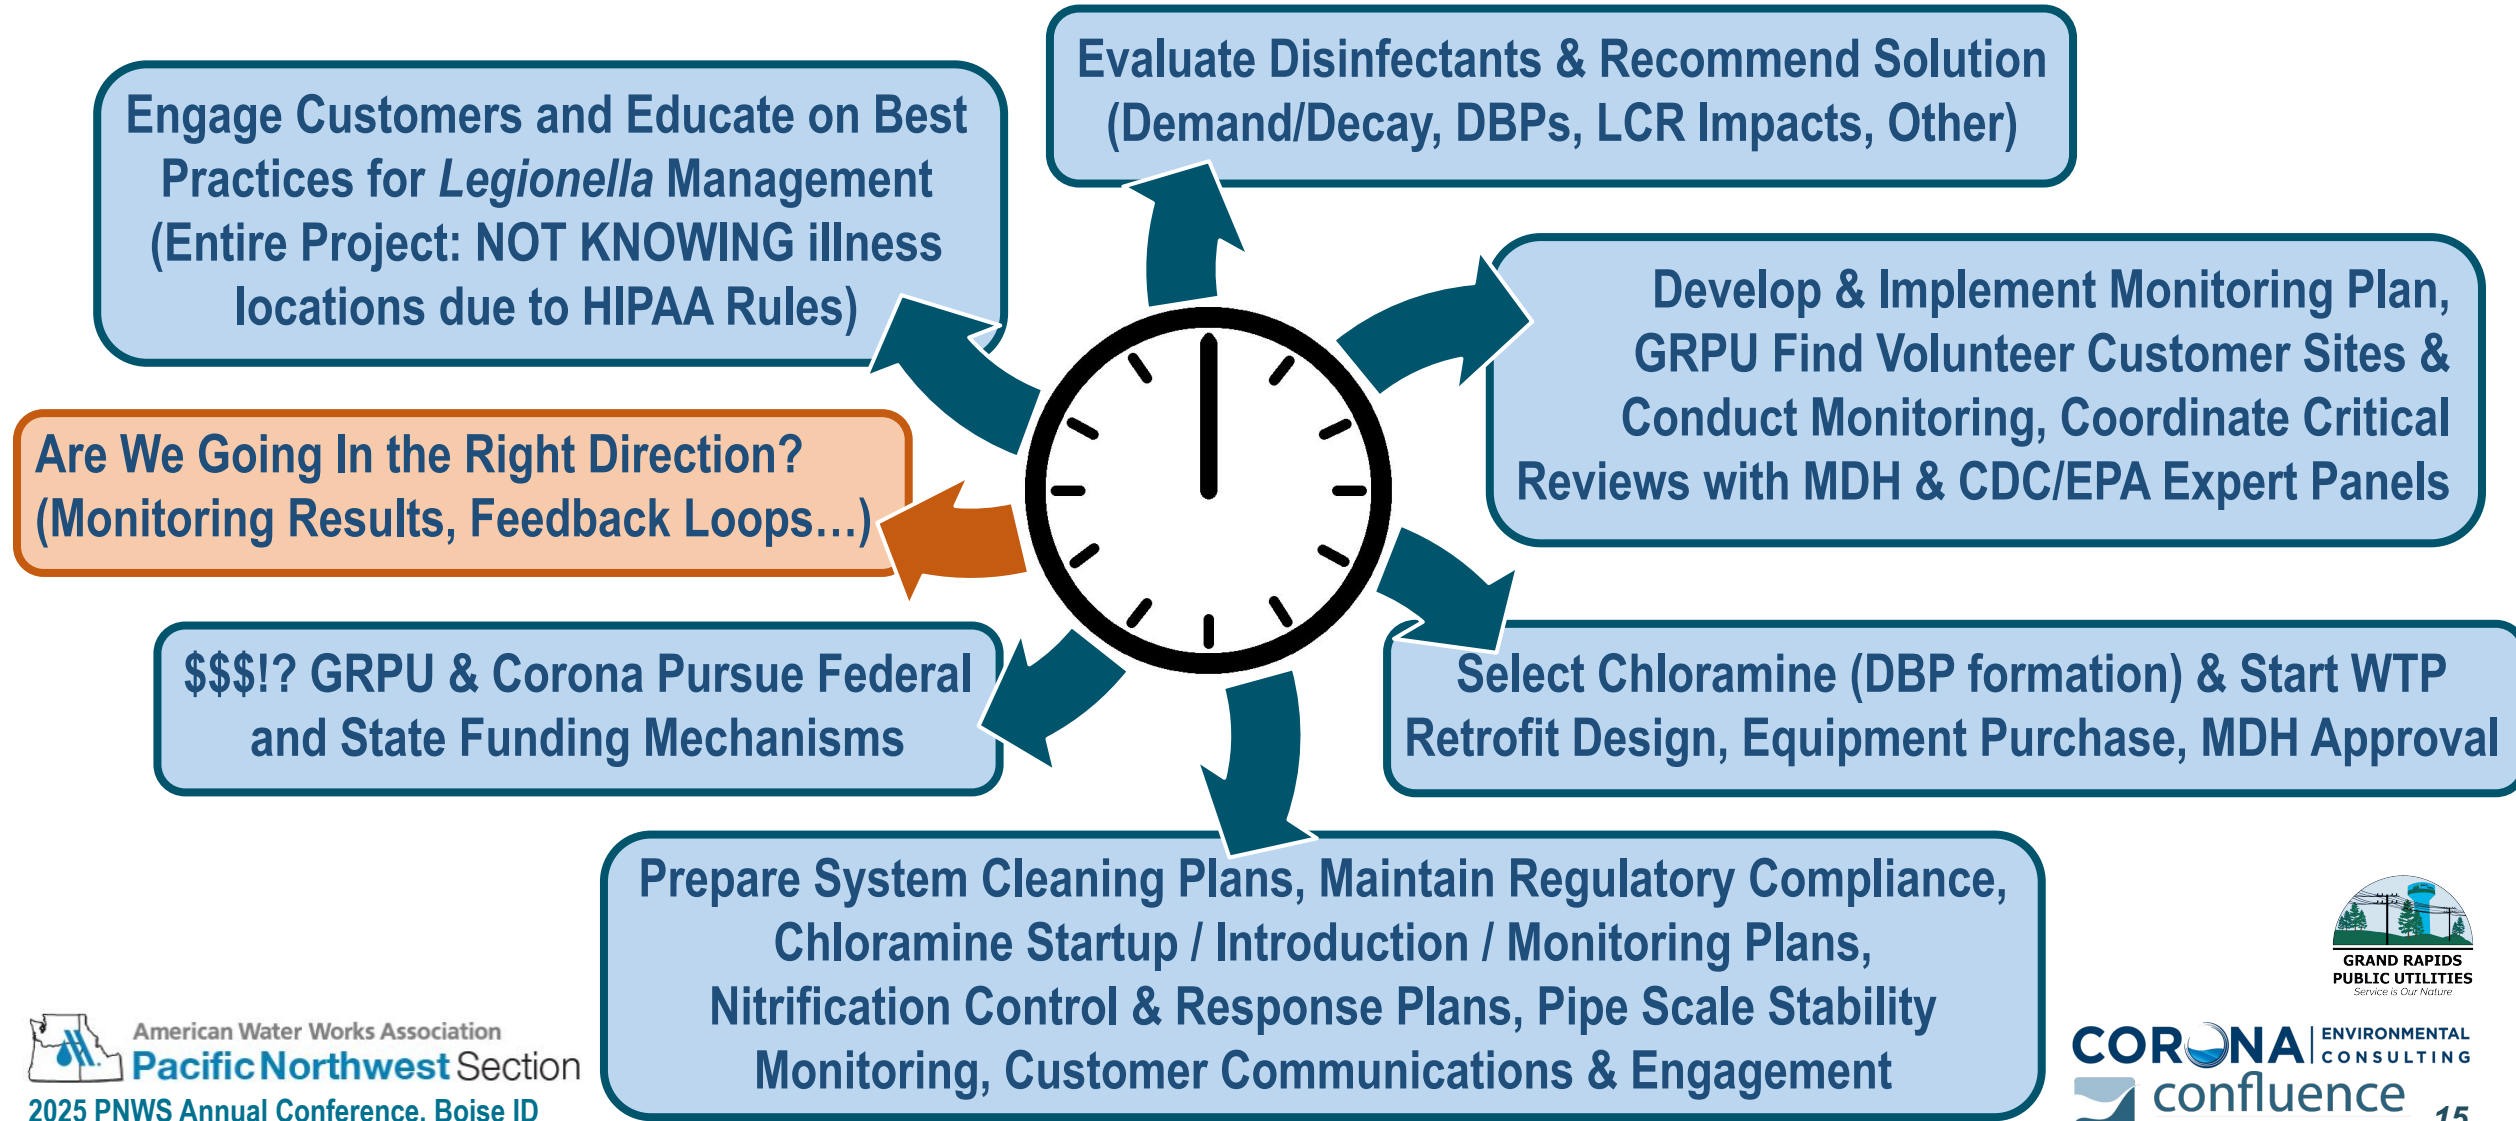 Evaluate Disinfectants & Recommend Solution
(Demand/Decay, DBPs, LCR Impacts, Other)
Develop & Implement Monitoring Plan,
GRPU Find Volunteer Customer Sites &
Conduct Monitoring, Coordinate Critical
Reviews with MDH & CDC/EPA Expert Panels
Select Chloramine (DBP formation) & Start WTP
Retrofit Design, Equipment Purchase, MDH Approval
Prepare System Cleaning Plans, Maintain Regulatory Compliance,
Chloramine Startup / Introduction / Monitoring Plans,
Nitrification Control & Response Plans, Pipe Scale Stability
Monitoring, Customer Communications & Engagement
$$$!? GRPU & Corona Pursue Federal
and State Funding Mechanisms
Are We Going In the Right Direction?
(Monitoring Results, Feedback Loops…)
Engage Customers and Educate on Best
Practices for Legionella Management
(Entire Project: NOT KNOWING illness
locations due to HIPAA Rules)
American Water Works Association
Pacific Northwest Section
2025 PNWS Annual Conference, Boise ID
GRAND RAPIDS
PUBLIC UTILITIES
Service is Our Nature
CORONA ENVIRONMENTAL
CONSULTING
confluence
15